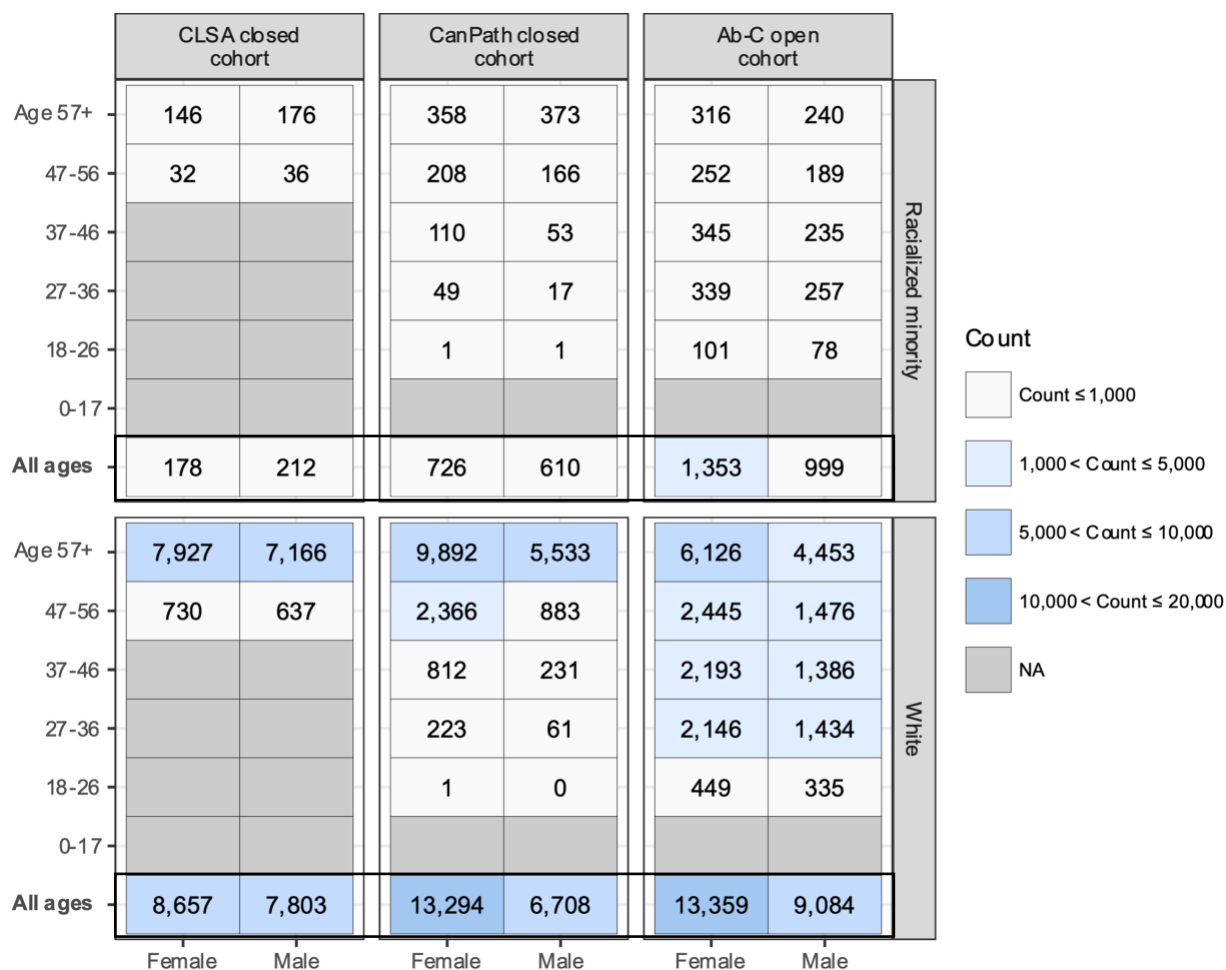 CLSA closed
cohort
CanPath closed
cohort
Ab-C open
cohort
Age 57+ 146 176 358 373 316 240
47-56 32 36 208 166 252 189
37-46 110 53 345 235
27-36 49 17 339 257
18-26 1 1 101 78
0-17
All ages 178 212 726 610 1,353 999
Racialized minority
Age 57+ 7,927 7,166 9,892 5,533 6,126 4,453
47-56 730 637 2,366 883 2,445 1,476
37-46 812 231 2,193 1,386
27-36 223 61 2,146 1,434
18-26 1 0 449 335
0-17
All ages 8,657 7,803 13,294 6,708 13,359 9,084
White
Female Male Female Male Female Male
Count
Count ≤ 1,000
1,000 < Count ≤ 5,000
5,000 < Count ≤ 10,000
10,000 < Count ≤ 20,000
NA